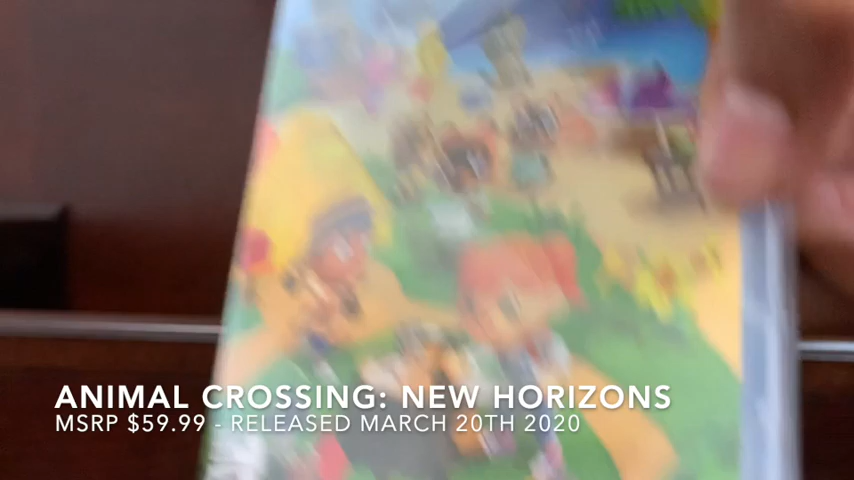 ANIMAL CROSSING: NEW HORIZONS
MSRP $59.99 - RELEASED MARCH 20TH 2020